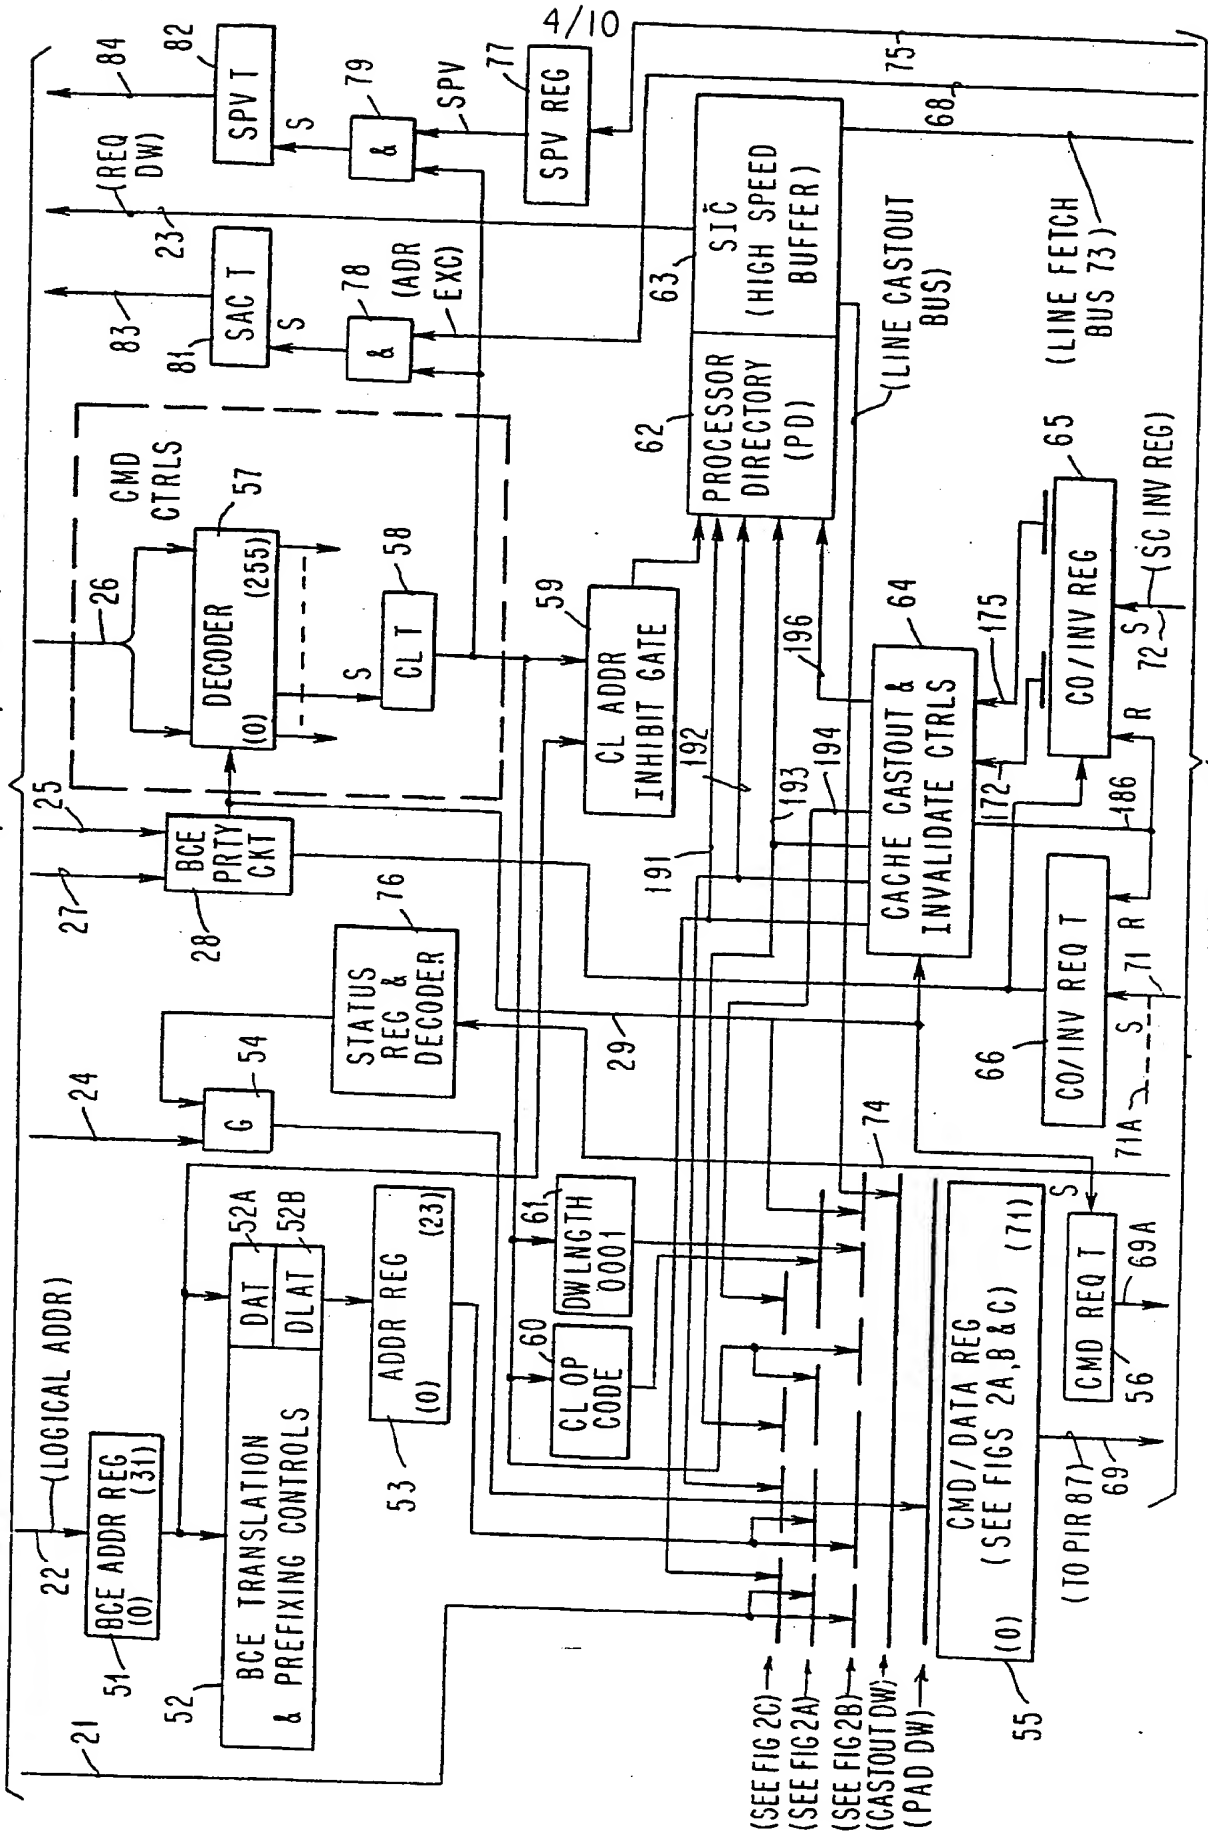 4/10
21
22
(LOGICAL ADDR)
24
27
25
26
83
23
(REQ
DW)
84
51
BCE ADDR REG
(0) (31)
52
BCE TRANSLATION
& PREFIXING CONTROLS
DAT
52A
DLAT
52B
53
ADDR REG
(0) (23)
G
54
STATUS
REG &
DECODER
76
BCE
PRTY
CKT
28
CMD
CTRLS
DECODER
(0) (255)
57
S
CL T
58
81
SAC T
S
&
78
(ADR
EXC)
82
SPV T
S
&
79
SPV
SPV REG
77
75
68
60
CL OP
CODE
61
DWLNGTH
0001
29
59
CL ADDR
INHIBIT GATE
191
192
193
194
196
62
PROCESSOR
DIRECTORY
(PD)
63
SIC
(HIGH SPEED
BUFFER)
(LINE CASTOUT
BUS)
(LINE FETCH
BUS 73)
64
CACHE CASTOUT &
INVALIDATE CTRLS
172
175
186
65
CO/INV REG
R
72
S
(SC INV REG)
66
CO/INV REQ T
71A
S
71
R
74
(SEE FIG 2C)
(SEE FIG 2A)
(SEE FIG 2B)
(CASTOUT DW)
(PAD DW)
55
CMD/DATA REG
(SEE FIGS 2A, B & C)
(0) (71)
(TO PIR 87)
69
S
CMD REQ T
56
69A